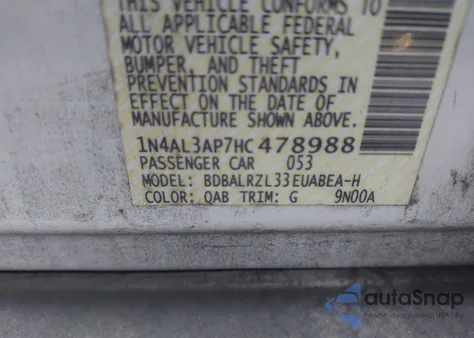 THIS VEHICLE CONFORMS TO
ALL APPLICABLE FEDERAL
MOTOR VEHICLE SAFETY,
BUMPER, AND THEFT
PREVENTION STANDARDS IN
EFFECT ON THE DATE OF
MANUFACTURE SHOWN ABOVE.
1N4AL3AP7HC478988
PASSENGER CAR 053
MODEL: BDBALRZL33EUABEA-H
COLOR: QAB TRIM: G 9N00A
autoSnap